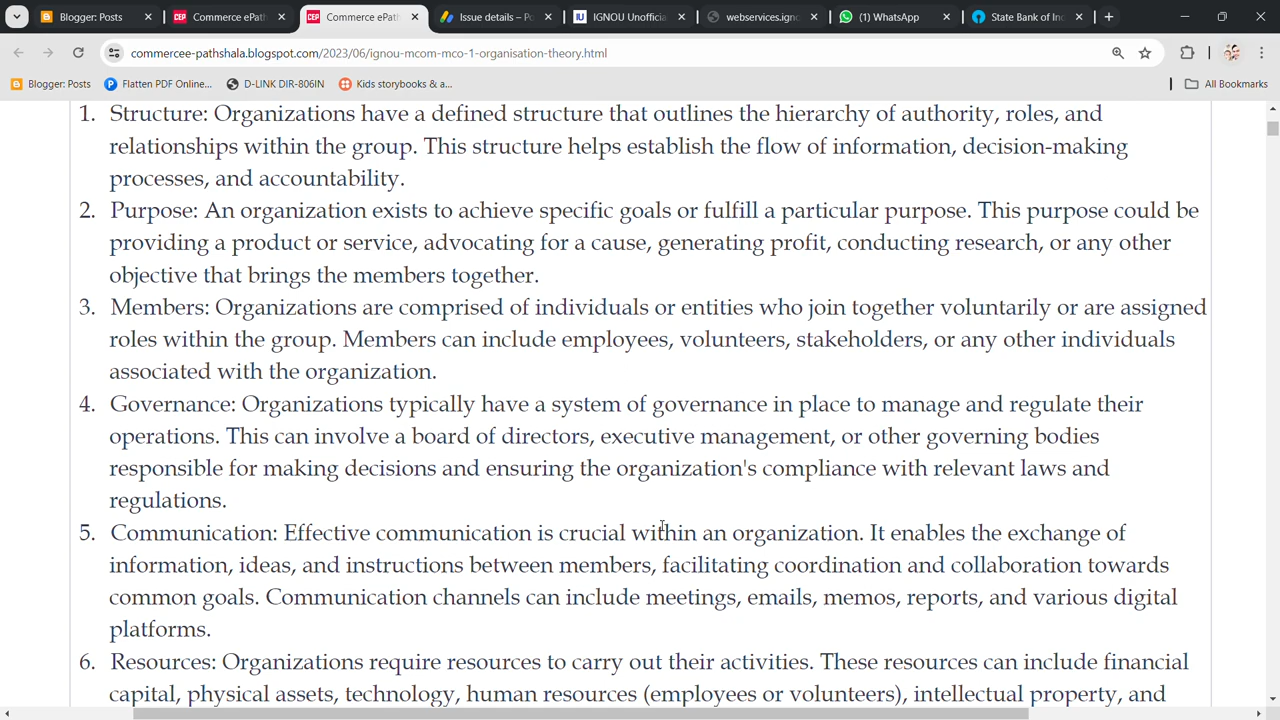 Blogger: Posts
Commerce ePath
Commerce ePath
Issue details – Po
IGNOU Unofficia
webservices.igno
(1) WhatsApp
State Bank of Ind
commercee-pathshala.blogspot.com/2023/06/ignou-mcom-mco-1-organisation-theory.html
Blogger: Posts
Flatten PDF Online...
D-LINK DIR-806IN
Kids storybooks & a...
All Bookmarks
1. Structure: Organizations have a defined structure that outlines the hierarchy of authority, roles, and
relationships within the group. This structure helps establish the flow of information, decision-making
processes, and accountability.
2. Purpose: An organization exists to achieve specific goals or fulfill a particular purpose. This purpose could be
providing a product or service, advocating for a cause, generating profit, conducting research, or any other
objective that brings the members together.
3. Members: Organizations are comprised of individuals or entities who join together voluntarily or are assigned
roles within the group. Members can include employees, volunteers, stakeholders, or any other individuals
associated with the organization.
4. Governance: Organizations typically have a system of governance in place to manage and regulate their
operations. This can involve a board of directors, executive management, or other governing bodies
responsible for making decisions and ensuring the organization's compliance with relevant laws and
regulations.
5. Communication: Effective communication is crucial within an organization. It enables the exchange of
information, ideas, and instructions between members, facilitating coordination and collaboration towards
common goals. Communication channels can include meetings, emails, memos, reports, and various digital
platforms.
6. Resources: Organizations require resources to carry out their activities. These resources can include financial
capital, physical assets, technology, human resources (employees or volunteers), intellectual property, and